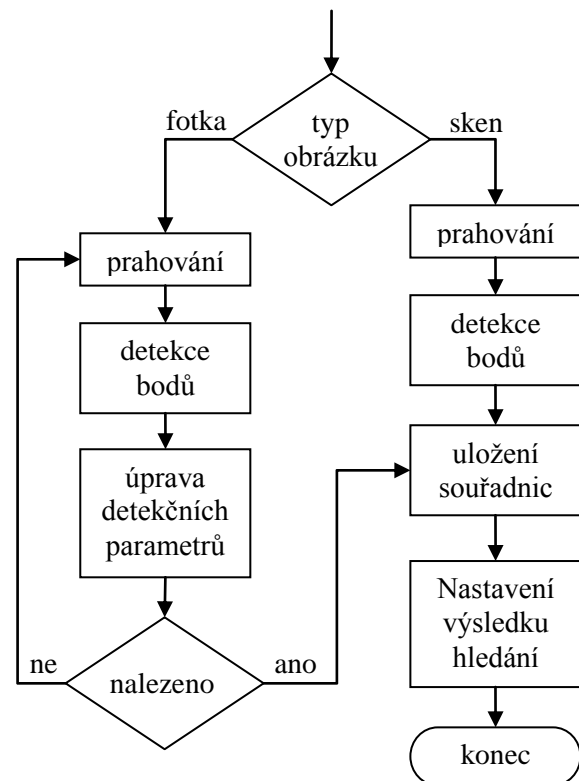 typ
obrázku
fotka
sken
prahování
detekce
bodů
úprava
detekčních
parametrů
nalezeno
ne
ano
prahování
detekce
bodů
uložení
souřadnic
Nastavení
výsledku
hledání
konec